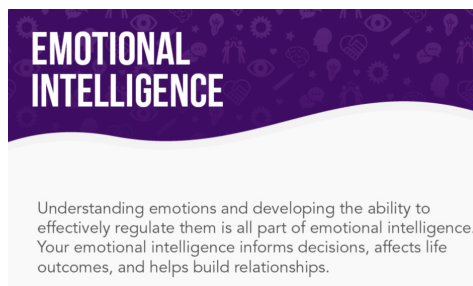 EMOTIONAL
INTELLIGENCE
Understanding emotions and developing the ability to
effectively regulate them is all part of emotional intelligence.
Your emotional intelligence informs decisions, affects life
outcomes, and helps build relationships.